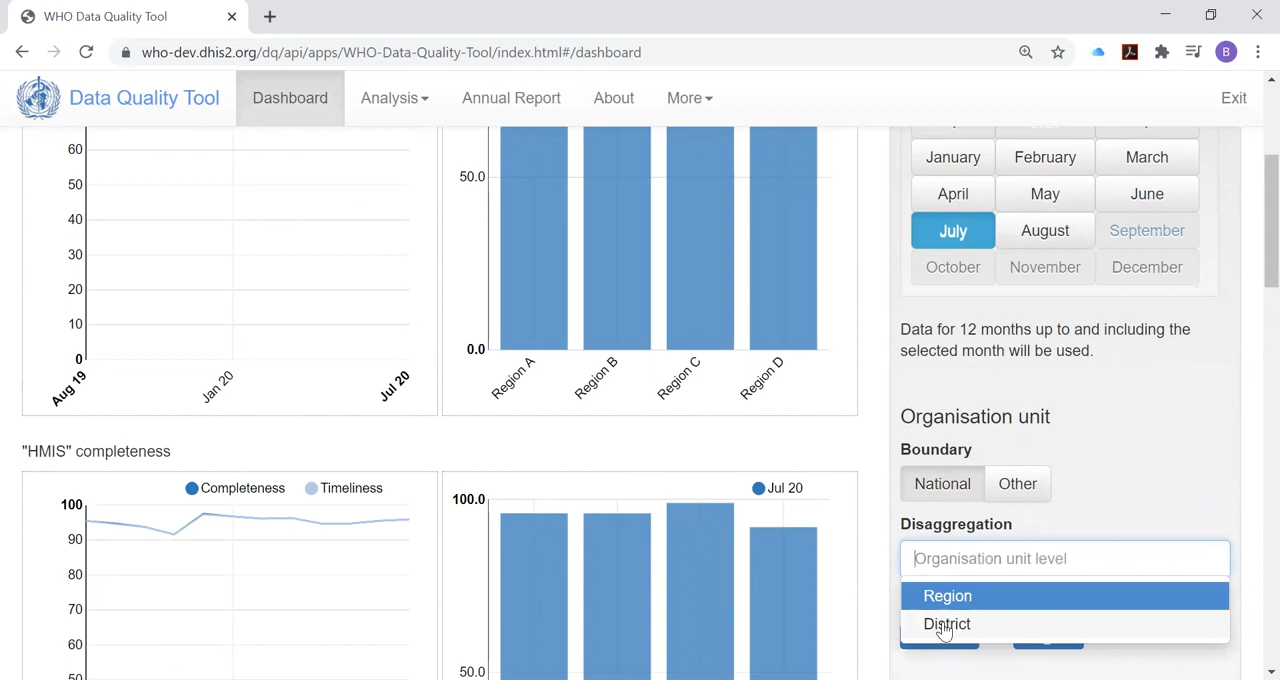 WHO Data Quality Tool
who-dev.dhis2.org/dq/api/apps/WHO-Data-Quality-Tool/index.html#/dashboard
B
Data Quality Tool
Dashboard
Analysis
Annual Report
About
More
Exit
60
50
40
30
20
10
0
Aug 19
Jan 20
Jul 20
50.0
0.0
Region A
Region B
Region C
Region D
"HMIS" completeness
Completeness
Timeliness
100
90
80
70
60
50
Jul 20
100.0
50.0
January February March
April May June
July August September
October November December
Data for 12 months up to and including the
selected month will be used.
Organisation unit
Boundary
National Other
Disaggregation
Organisation unit level
Region
District